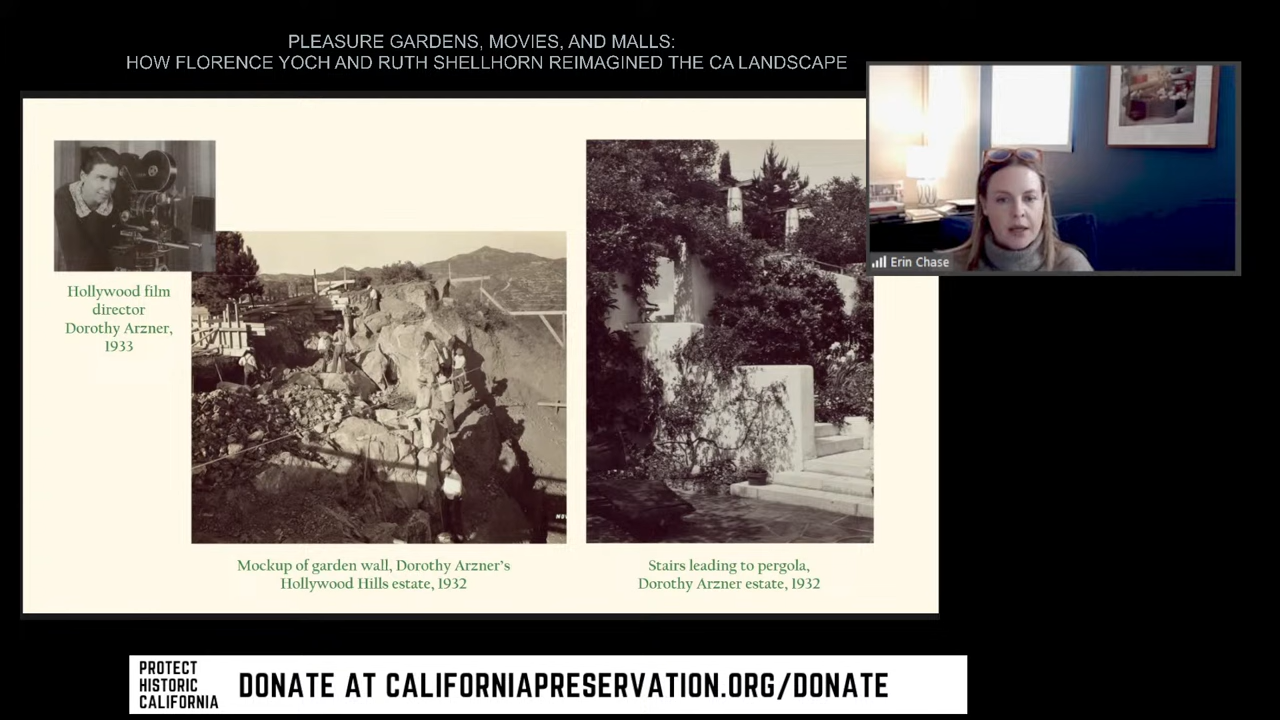 PLEASURE GARDENS, MOVIES, AND MALLS:
HOW FLORENCE YOCH AND RUTH SHELLHORN REIMAGINED THE CA LANDSCAPE
Erin Chase
Hollywood film
director
Dorothy Arzner,
1933
Mockup of garden wall, Dorothy Arzner's
Hollywood Hills estate, 1932
Stairs leading to pergola,
Dorothy Arzner estate, 1932
PROTECT
HISTORIC
CALIFORNIA
DONATE AT CALIFORNIAPRESERVATION.ORG/DONATE